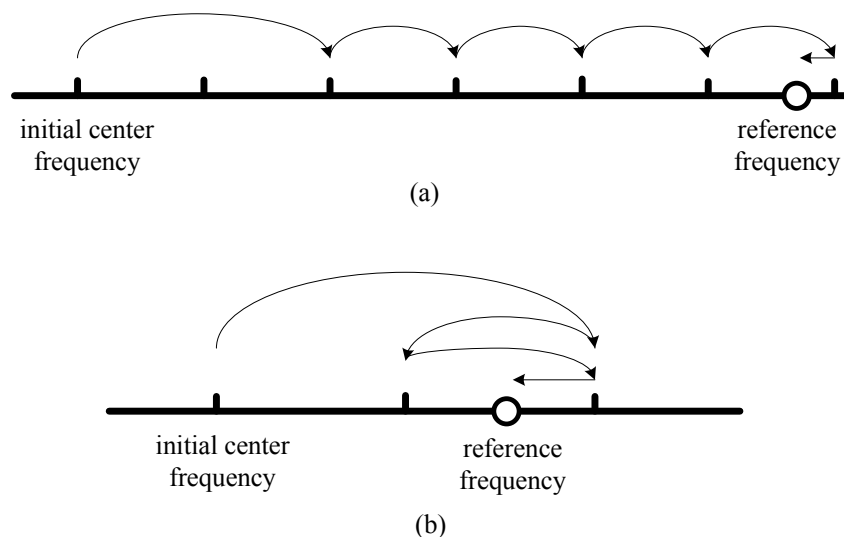 initial center
frequency
reference
frequency
(a)
initial center
frequency
reference
frequency
(b)